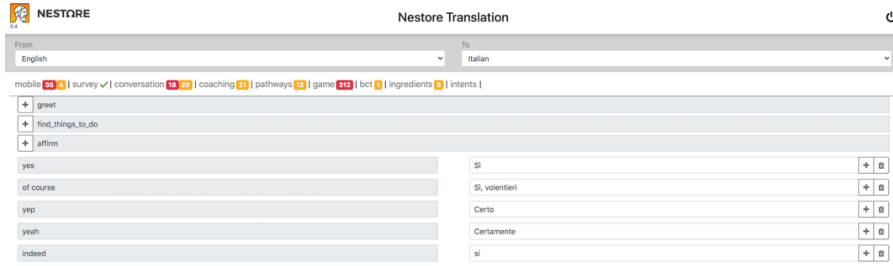 NESTORE
0.4
Nestore Translation
From
To
English
Italian
mobile 35 4 | survey | conversation 18 20 | coaching 21 | pathways 12 | game 312 | bct 1 | ingredients 5 | intents |
+ greet
+ find_things_to_do
+ affirm
yes
Sì
of course
Sì, volentieri
yep
Certo
yeah
Certamente
indeed
si